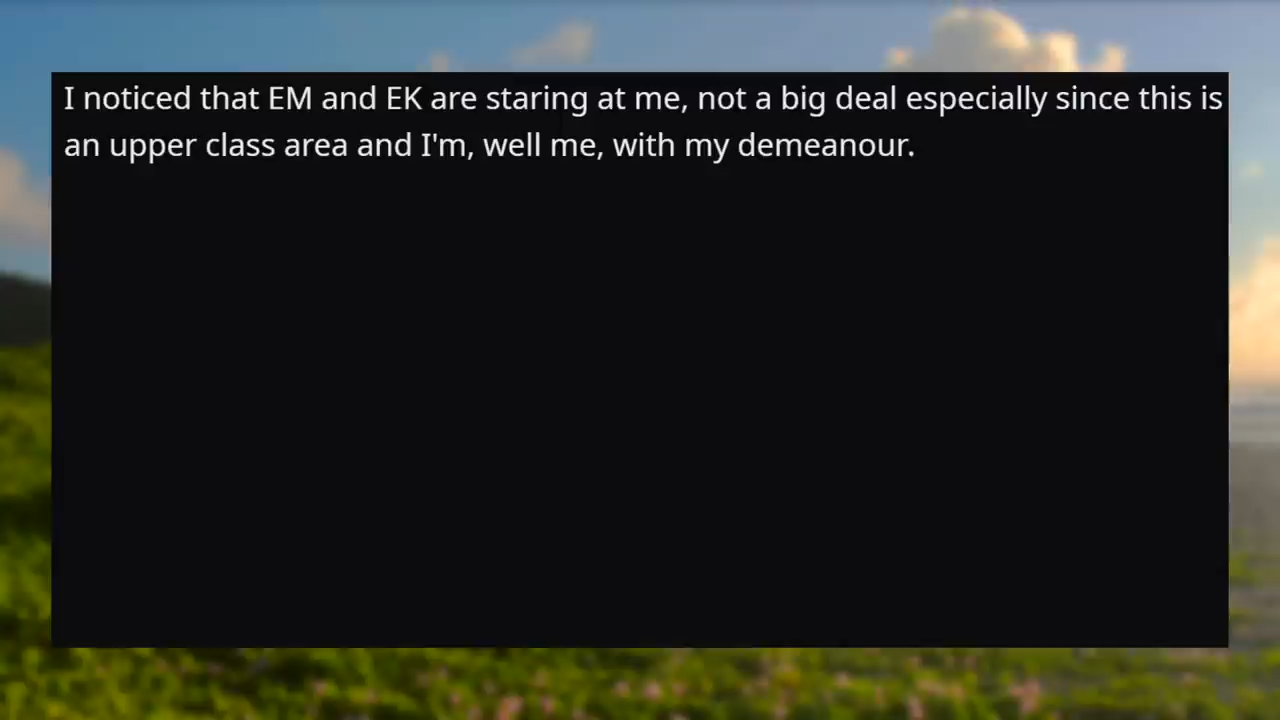 I noticed that EM and EK are staring at me, not a big deal especially since this is
an upper class area and I'm, well me, with my demeanour.